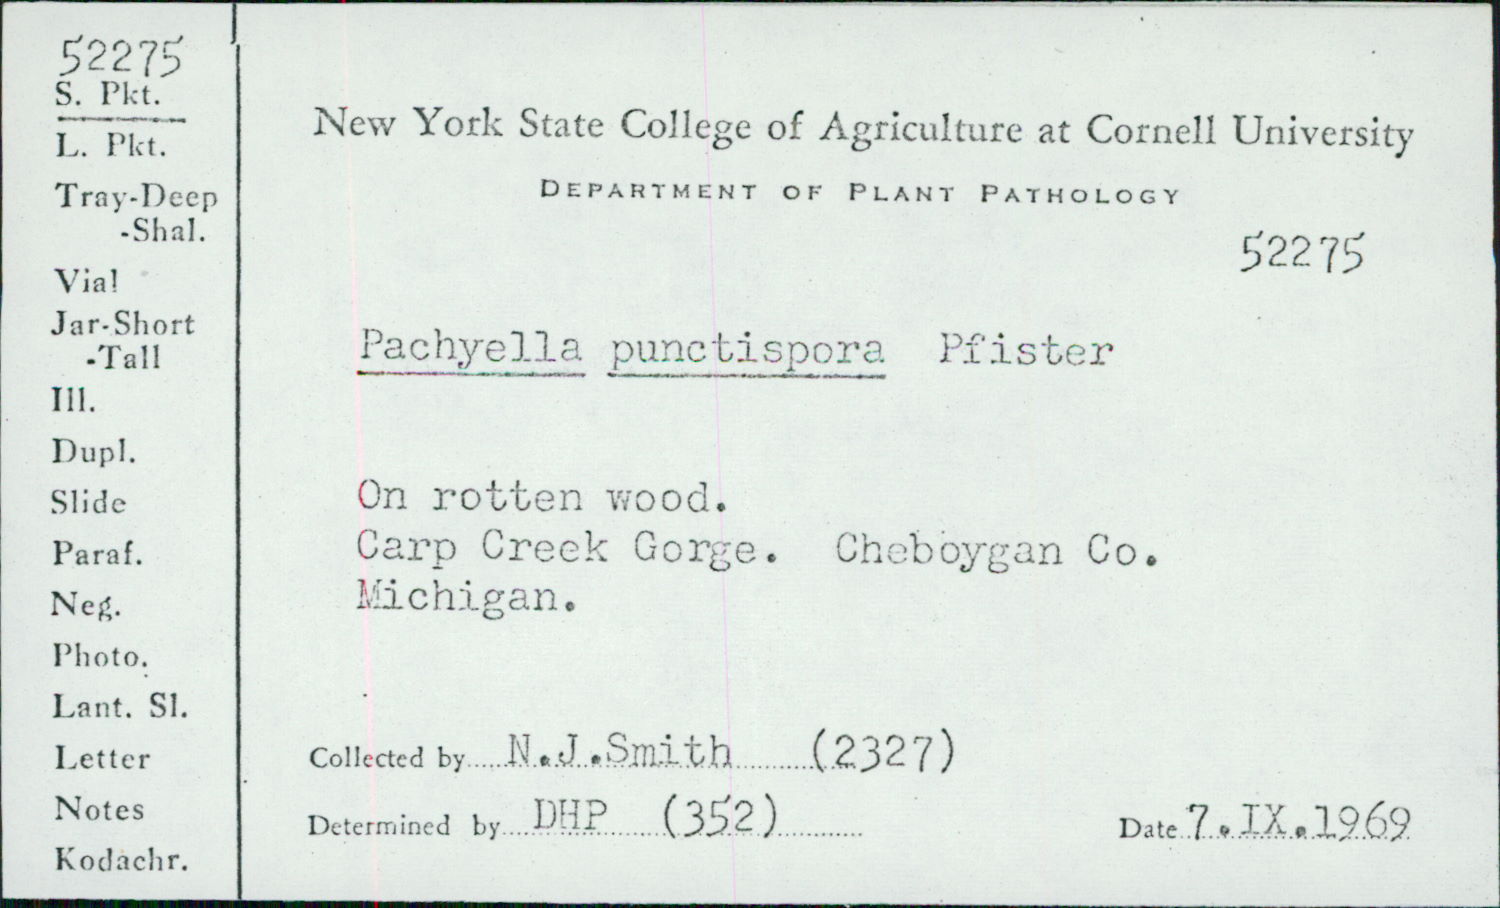 52275
S. Pkt.
L. Pkt.
Tray-Deep
-Shal.
Vial
Jar-Short
-Tall
Ill.
Dupl.
Slide
Paraf.
Neg.
Photo.
Lant. Sl.
Letter
Notes
Kodachr.
New York State College of Agriculture at Cornell University
DEPARTMENT OF PLANT PATHOLOGY
52275
Pachyella punctispora Pfister
On rotten wood.
Carp Creek Gorge. Cheboygan Co.
Michigan.
Collected by N.J.Smith (2327)
Determined by DHP (352)
Date 7.IX.1969